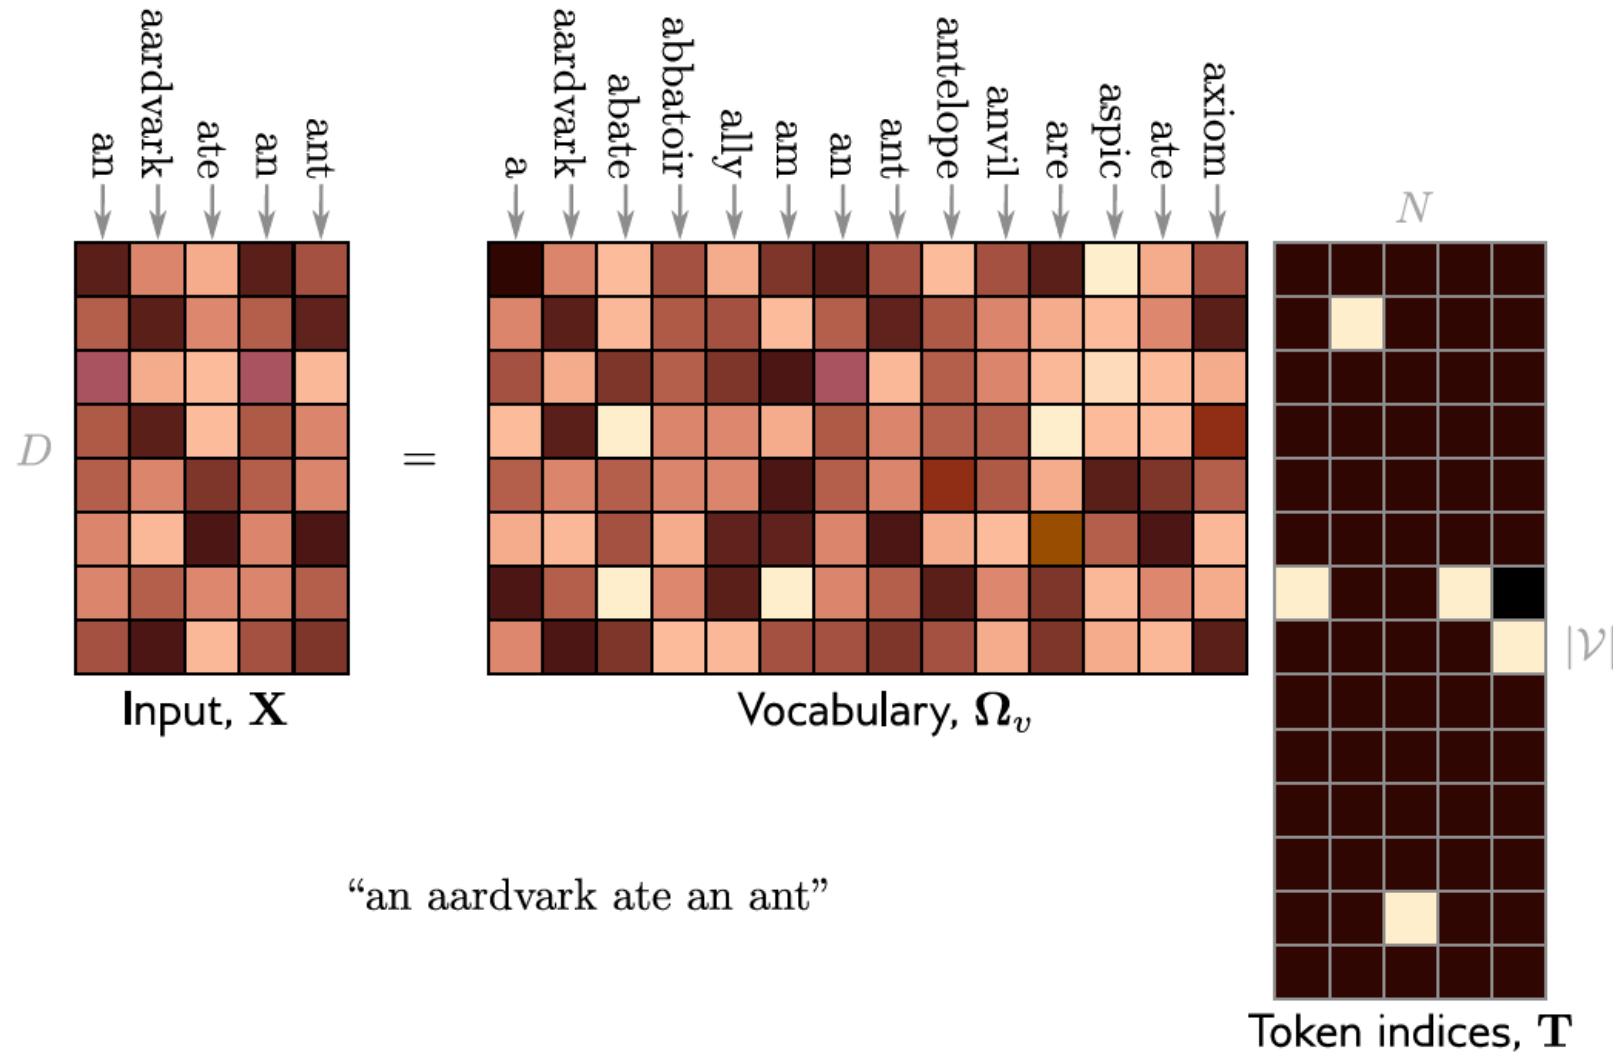 an aardvark ate an ant
a aardvark abate abbatoir ally am an ant antelope anvil are aspic ate axiom
N
D
=
|𝒱|
Input, X
Vocabulary, Ωᵥ
“an aardvark ate an ant”
Token indices, T